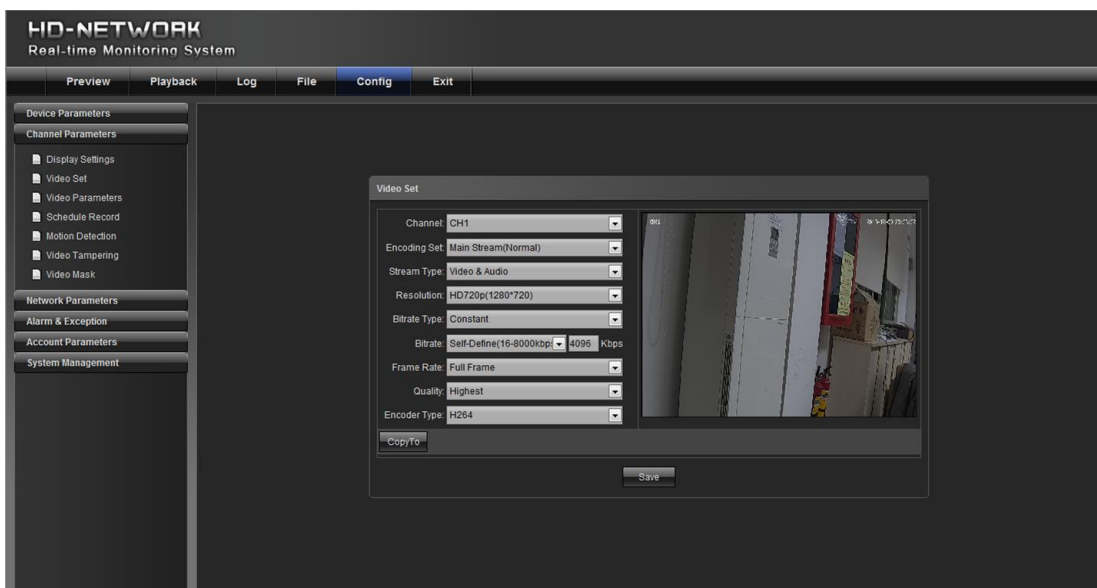 HD-NETWORK
Real-time Monitoring System
Preview Playback Log File Config Exit
Device Parameters
Channel Parameters
Display Settings
Video Set
Video Parameters
Schedule Record
Motion Detection
Video Tampering
Video Mask
Network Parameters
Alarm & Exception
Account Parameters
System Management
Video Set
Channel: CH1
Encoding Set: Main Stream(Normal)
Stream Type: Video & Audio
Resolution: HD720p(1280*720)
Bitrate Type: Constant
Bitrate: Self-Define(16-8000kbps 4096 Kbps
Frame Rate: Full Frame
Quality: Highest
Encoder Type: H264
CopyTo
Save